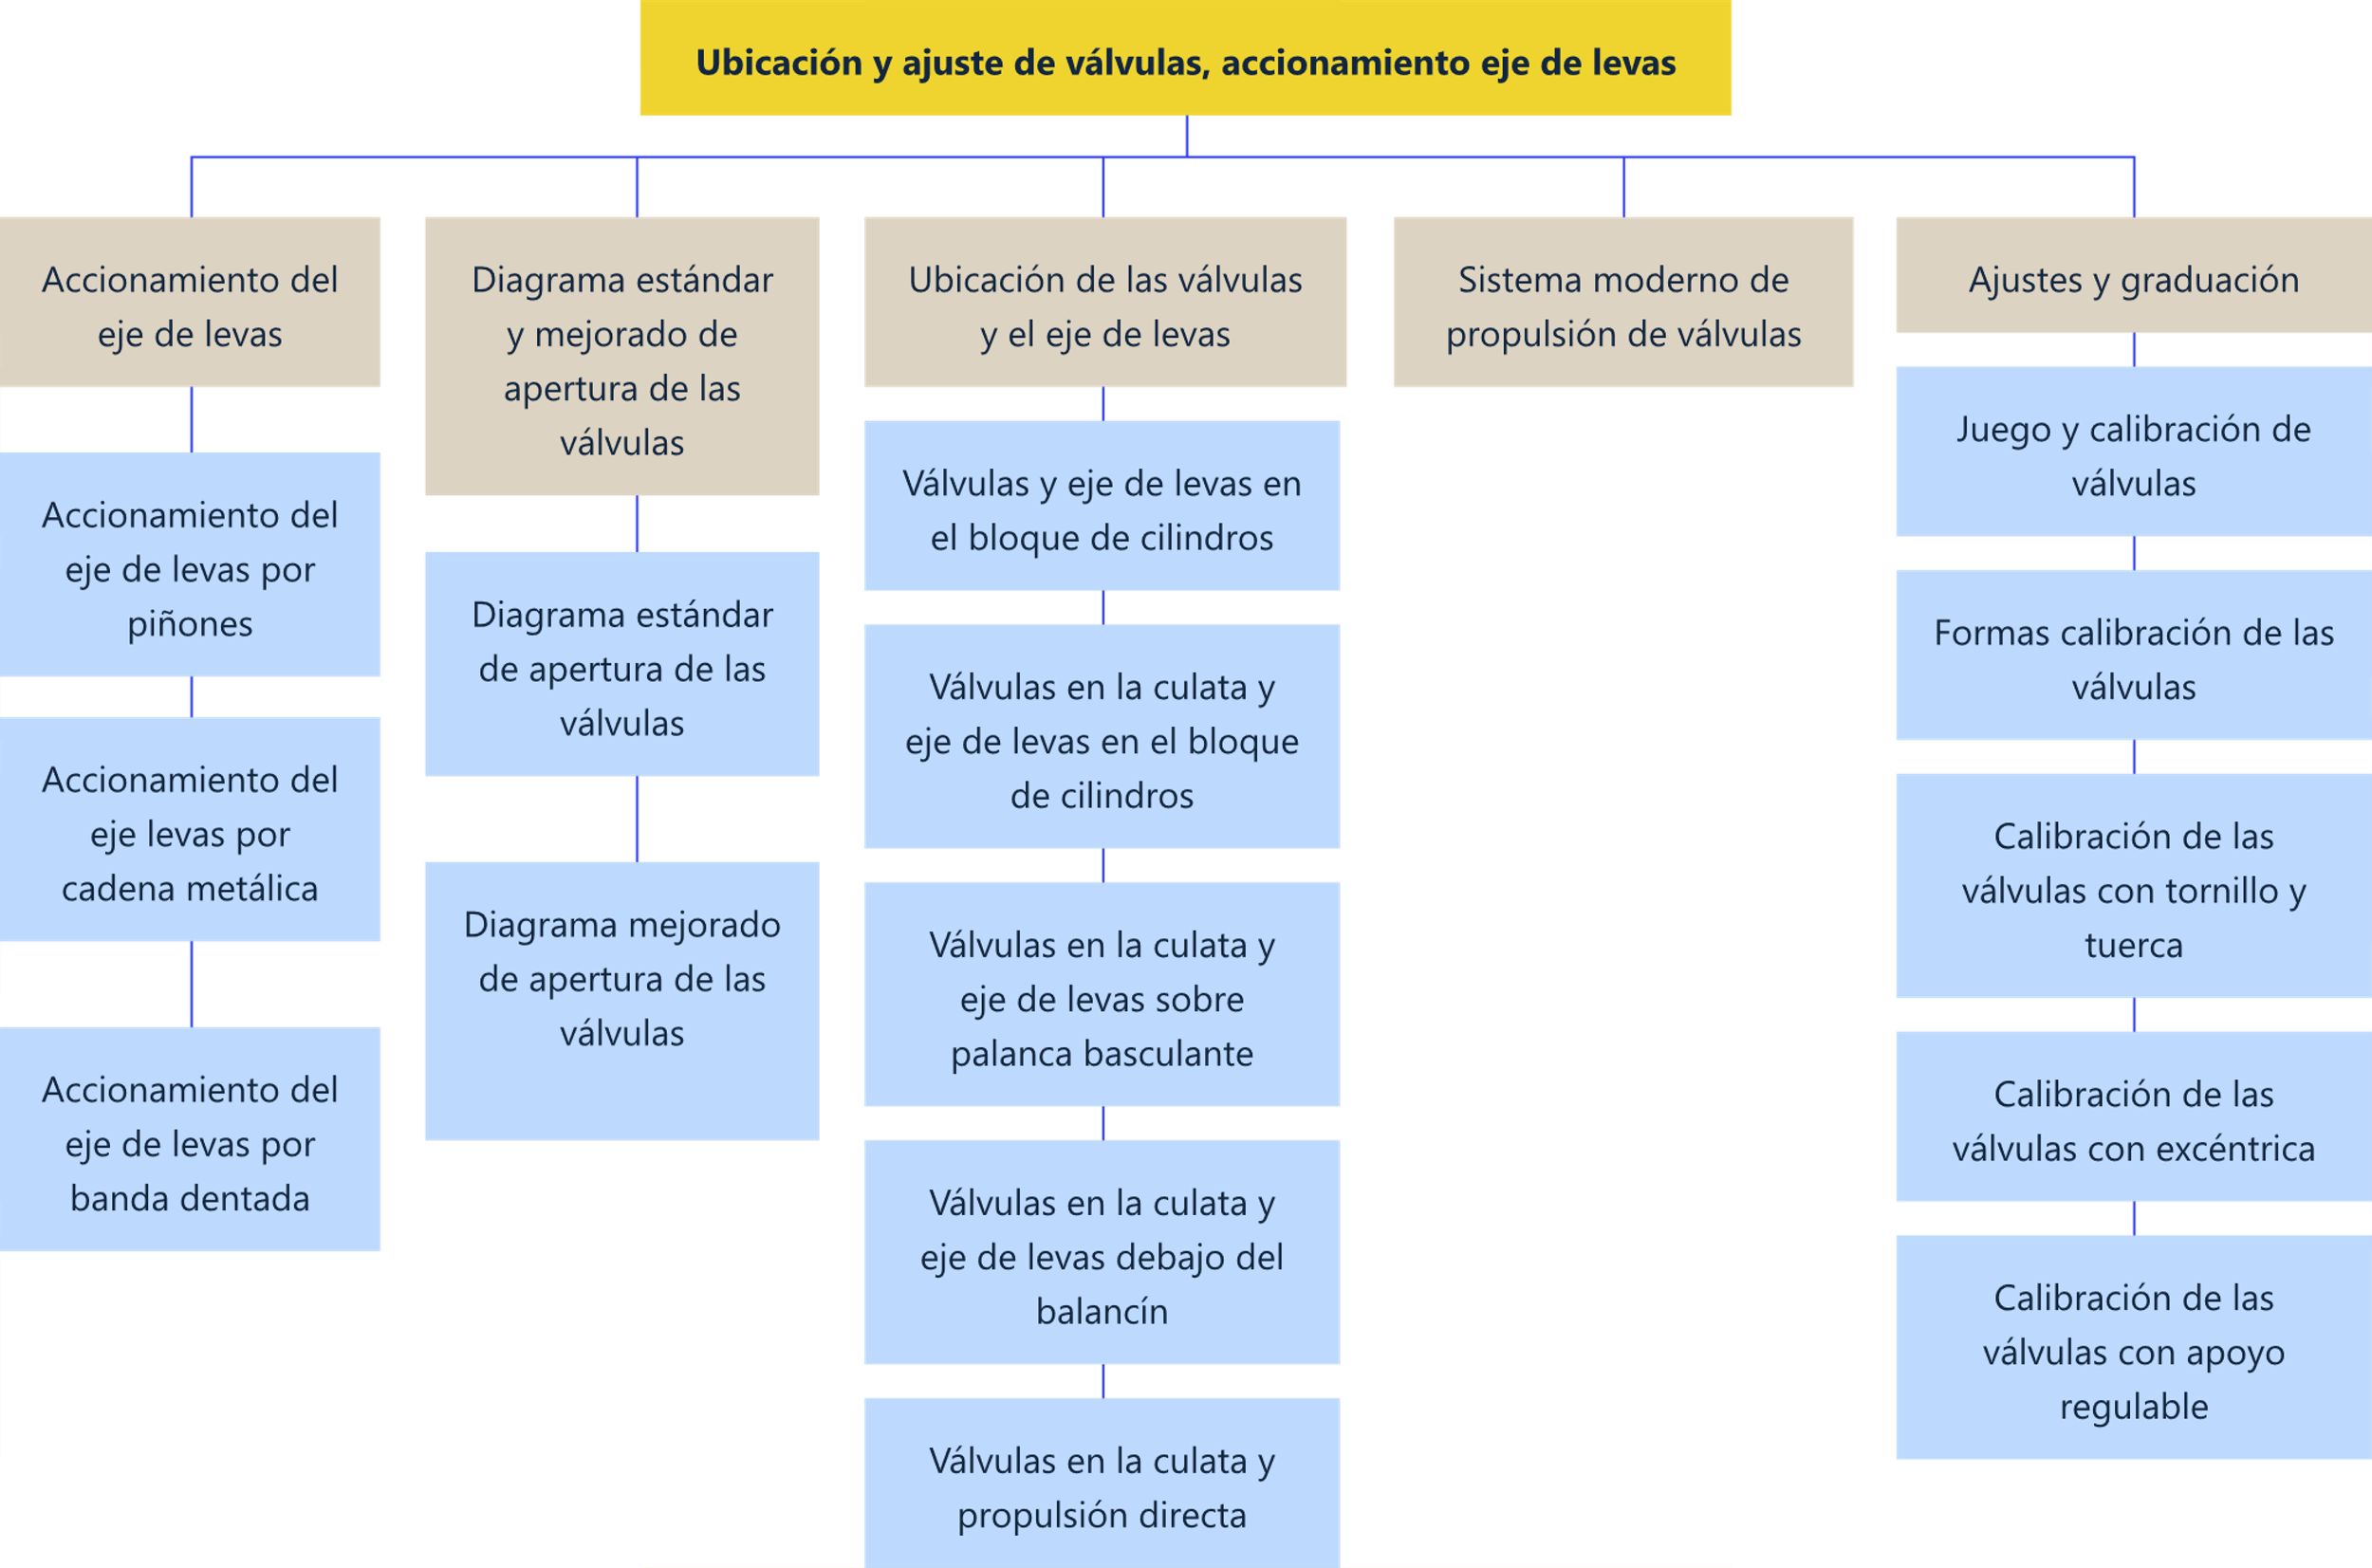 Ubicación y ajuste de válvulas, accionamiento eje de levas
Accionamiento del
eje de levas
Accionamiento del
eje de levas por
piñones
Accionamiento del
eje levas por
cadena metálica
Accionamiento del
eje de levas por
banda dentada
Diagrama estándar
y mejorado de
apertura de las
válvulas
Diagrama estándar
de apertura de las
válvulas
Diagrama mejorado
de apertura de las
válvulas
Ubicación de las válvulas
y el eje de levas
Válvulas y eje de levas en
el bloque de cilindros
Válvulas en la culata y
eje de levas en el bloque
de cilindros
Válvulas en la culata y
eje de levas sobre
palanca basculante
Válvulas en la culata y
eje de levas debajo del
balancín
Válvulas en la culata y
propulsión directa
Sistema moderno de
propulsión de válvulas
Ajustes y graduación
Juego y calibración de
válvulas
Formas calibración de las
válvulas
Calibración de las
válvulas con tornillo y
tuerca
Calibración de las
válvulas con excéntrica
Calibración de las
válvulas con apoyo
regulable